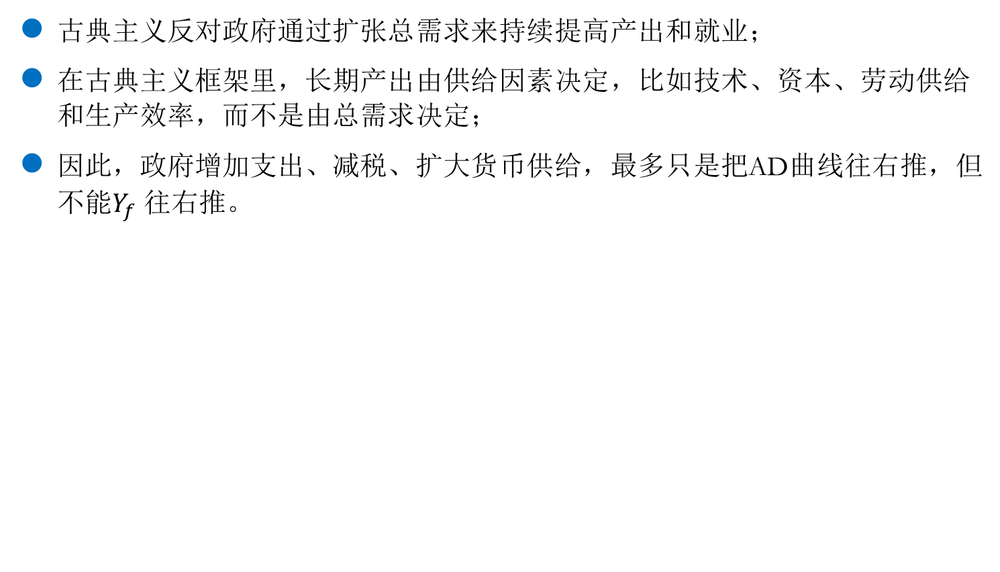 古典主义反对政府通过扩张总需求来持续提高产出和就业；
在古典主义框架里，长期产出由供给因素决定，比如技术、资本、劳动供给
和生产效率，而不是由总需求决定；
因此，政府增加支出、减税、扩大货币供给，最多只是把AD曲线往右推，但
不能Y_f 往右推。